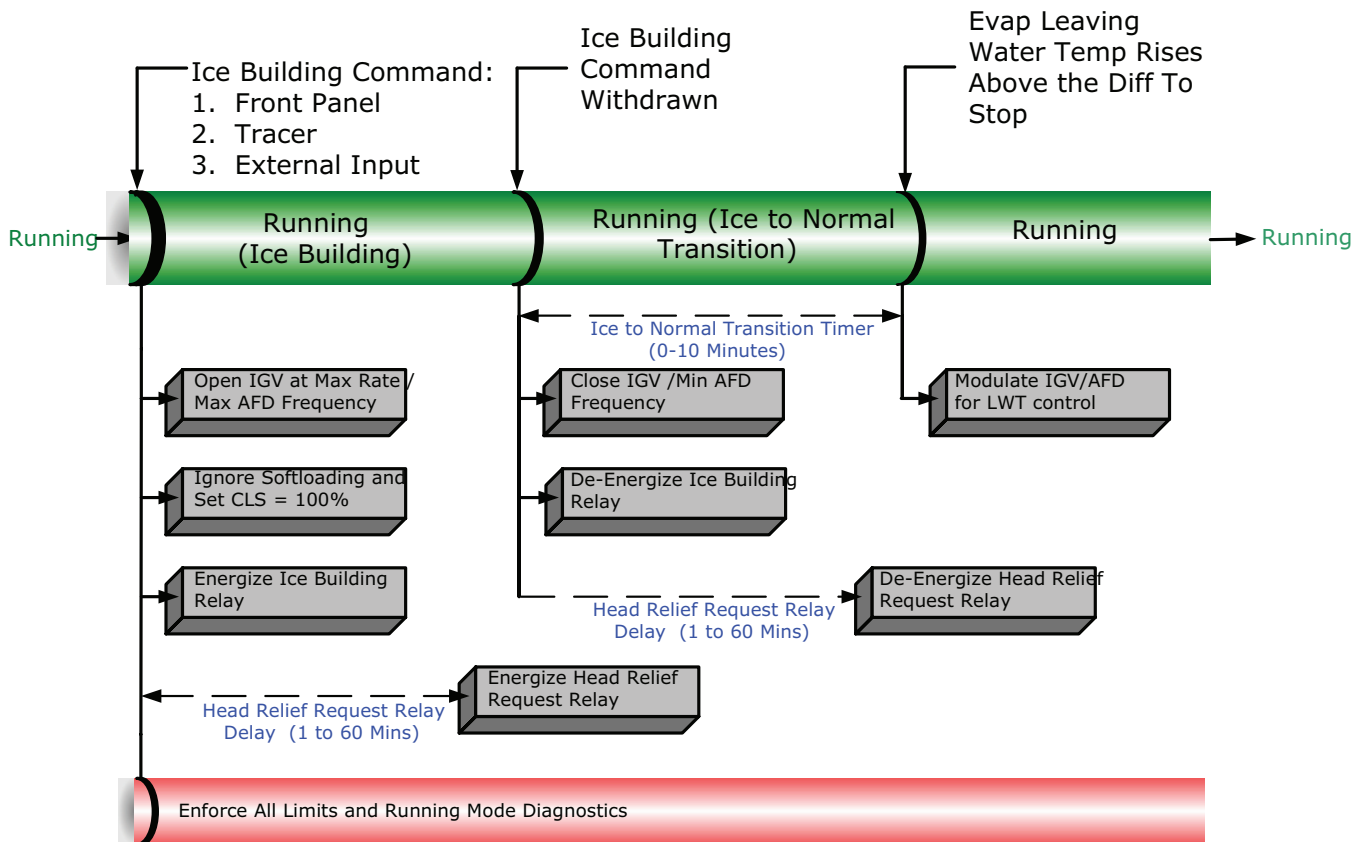 Ice Building Command:
1. Front Panel
2. Tracer
3. External Input
Ice Building
Command
Withdrawn
Evap Leaving
Water Temp Rises
Above the Diff To
Stop
Running
Running
(Ice Building)
Running (Ice to Normal
Transition)
Running
Running
Ice to Normal Transition Timer
(0-10 Minutes)
Open IGV at Max Rate /
Max AFD Frequency
Close IGV /Min AFD
Frequency
Modulate IGV/AFD
for LWT control
Ignore Softloading and
Set CLS = 100%
De-Energize Ice Building
Relay
Energize Ice Building
Relay
Head Relief Request Relay
Delay (1 to 60 Mins)
De-Energize Head Relief
Request Relay
Head Relief Request Relay
Delay (1 to 60 Mins)
Energize Head Relief
Request Relay
Enforce All Limits and Running Mode Diagnostics